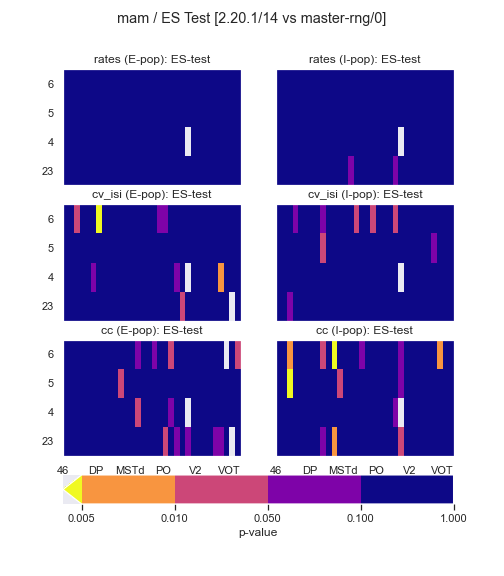 mam / ES Test [2.20.1/14 vs master-rng/0]
rates (E-pop): ES-test
rates (I-pop): ES-test
6
5
4
23
cv_isi (E-pop): ES-test
cv_isi (I-pop): ES-test
6
5
4
23
cc (E-pop): ES-test
cc (I-pop): ES-test
6
5
4
23
46 DP MSTd PO V2 VOT
46 DP MSTd PO V2 VOT
0.005 0.010 0.050 0.100 1.000
p-value